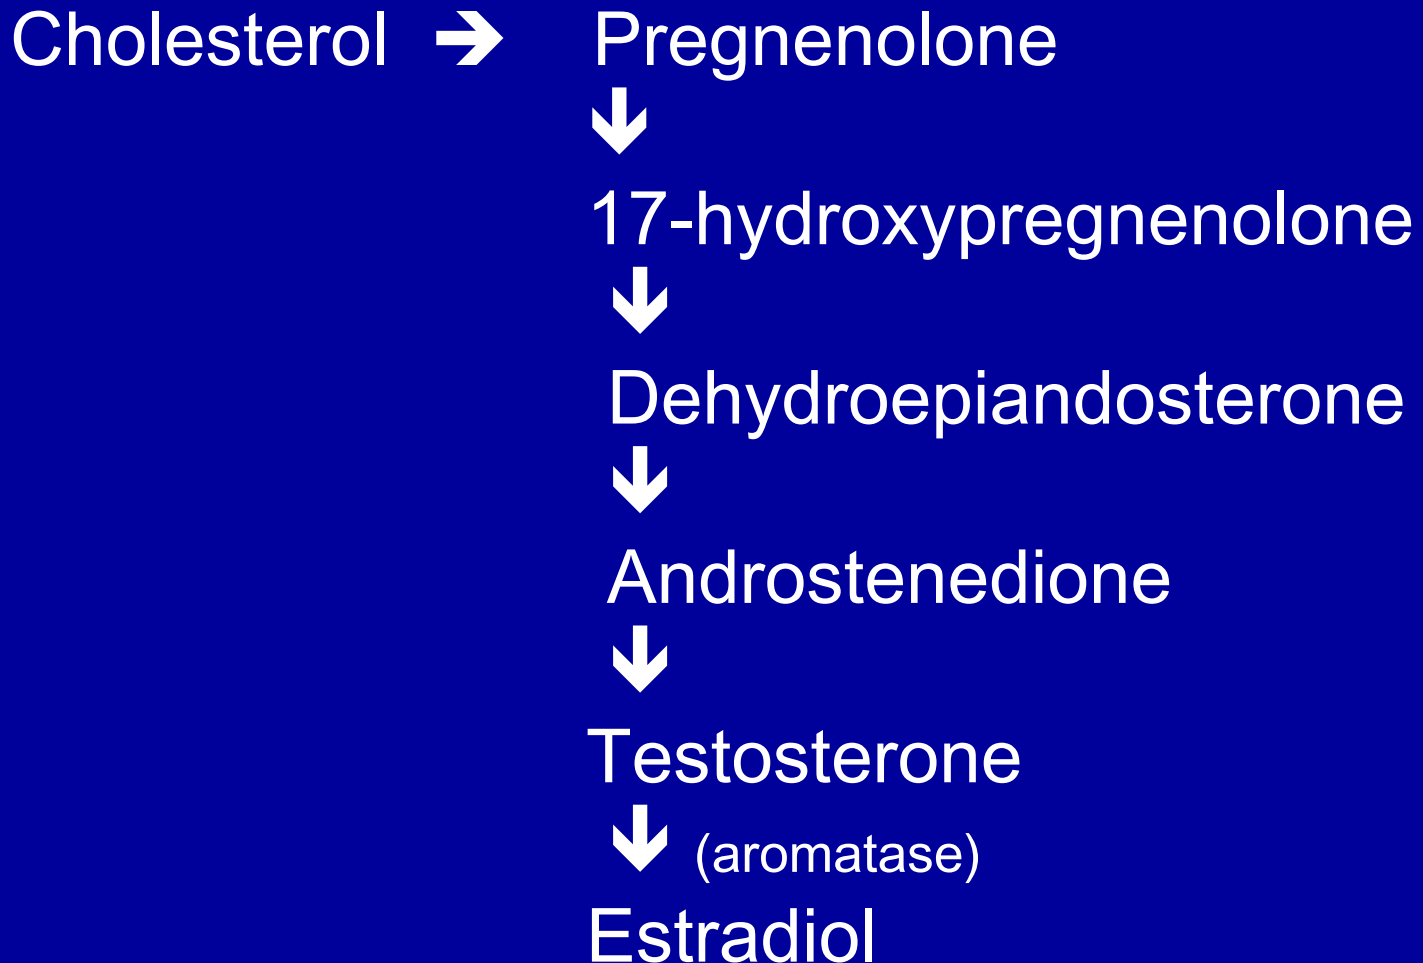 Cholesterol ➔ Pregnenolone
🡫
17-hydroxypregnenolone
🡫
Dehydroepiandosterone
🡫
Androstenedione
🡫
Testosterone
🡫 (aromatase)
Estradiol